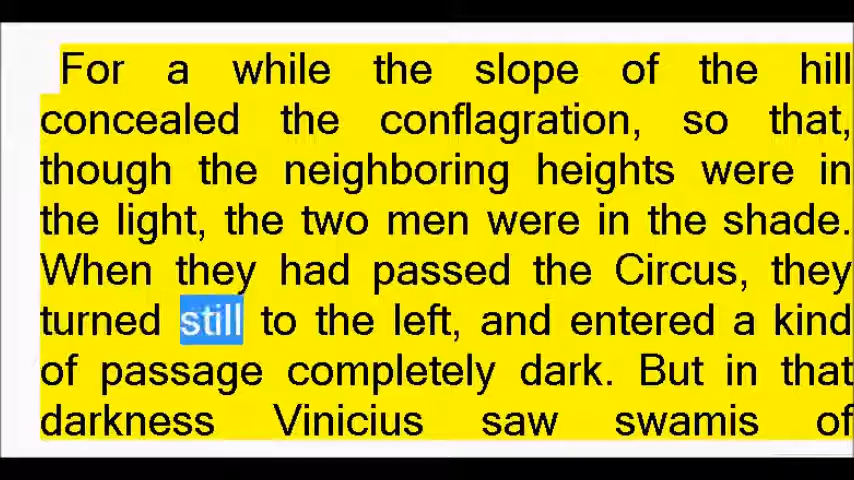 For a while the slope of the hill
concealed the conflagration, so that,
though the neighboring heights were in
the light, the two men were in the shade.
When they had passed the Circus, they
turned still to the left, and entered a kind
of passage completely dark. But in that
darkness Vinicius saw swamis of